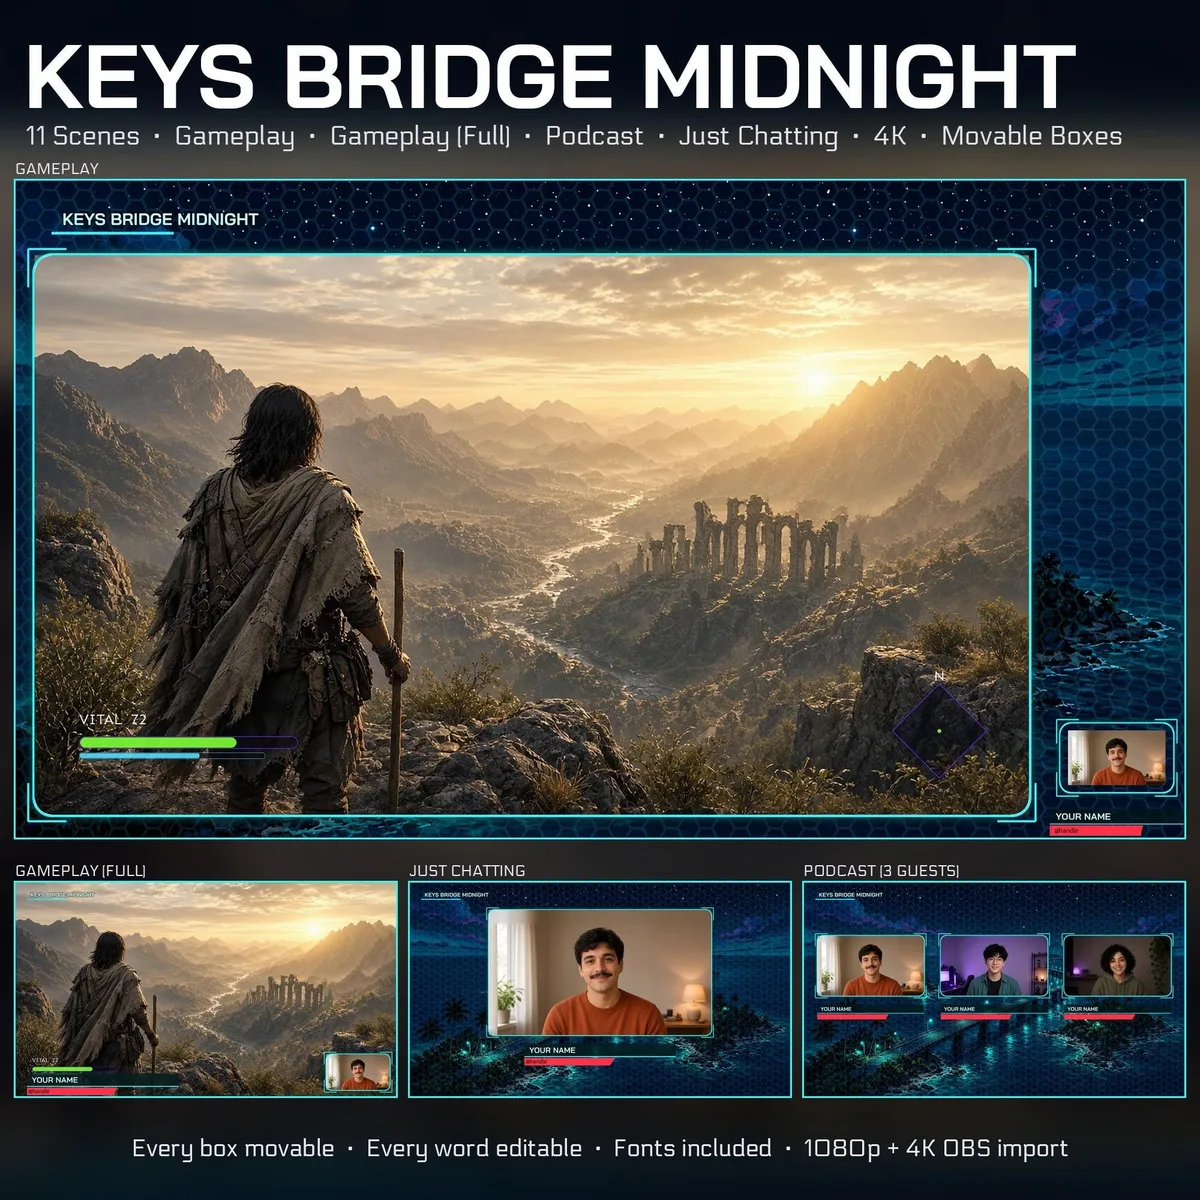 KEYS BRIDGE MIDNIGHT
11 Scenes · Gameplay · Gameplay (Full) · Podcast · Just Chatting · 4K · Movable Boxes
GAMEPLAY
KEYS BRIDGE MIDNIGHT
N
VITAL 72
YOUR NAME
@handle
GAMEPLAY (FULL)
JUST CHATTING
PODCAST (3 GUESTS)
KEYS BRIDGE MIDNIGHT
KEYS BRIDGE MIDNIGHT
KEYS BRIDGE MIDNIGHT
VITAL 72
YOUR NAME
@handle
YOUR NAME
@handle
YOUR NAME
YOUR NAME
YOUR NAME
Every box movable · Every word editable · Fonts included · 1080p + 4K OBS import